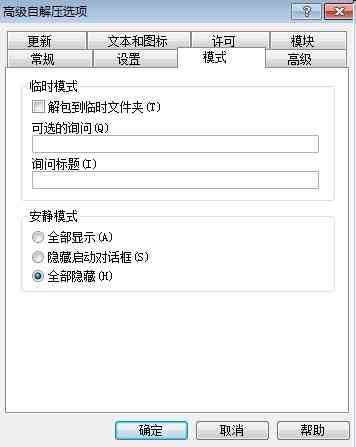 高级自解压选项
更新 文本和图标 许可 模块
常规 设置 模式 高级
临时模式
解包到临时文件夹(T)
可选的询问(Q)
询问标题(I)
安静模式
全部显示(A)
隐藏启动对话框(S)
全部隐藏(H)
确定 取消 帮助